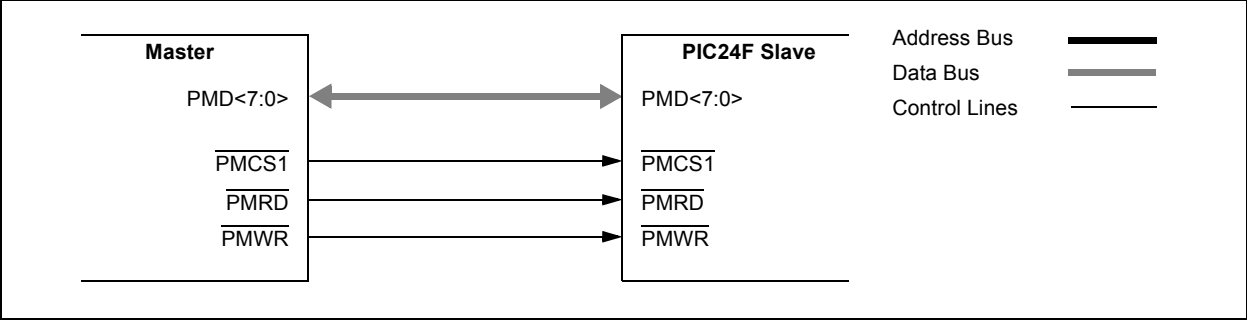 Master
PMD<7:0>
PMCS1
PMRD
PMWR
PIC24F Slave
PMD<7:0>
PMCS1
PMRD
PMWR
Address Bus
Data Bus
Control Lines